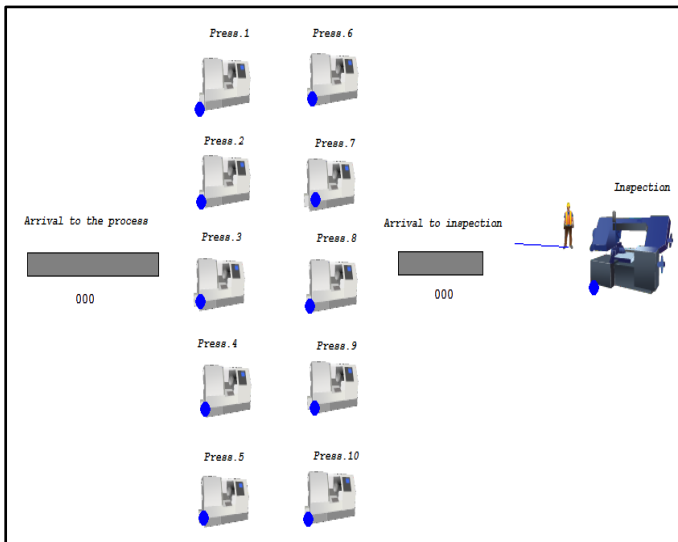 Press.1
Press.6
Press.2
Press.7
Inspection
Arrival to the process
Arrival to inspection
Press.3
Press.8
000
000
Press.4
Press.9
Press.5
Press.10